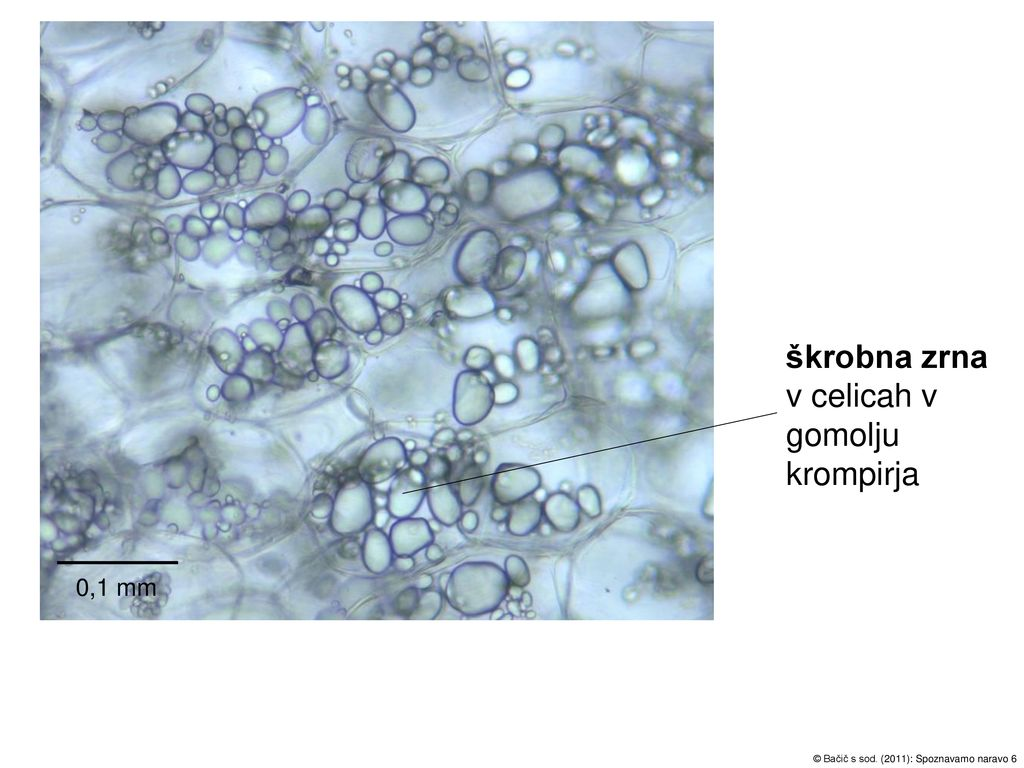 škrobna zrna
v celicah v
gomolju
krompirja
0,1 mm
© Bačič s sod. (2011): Spoznavamo naravo 6